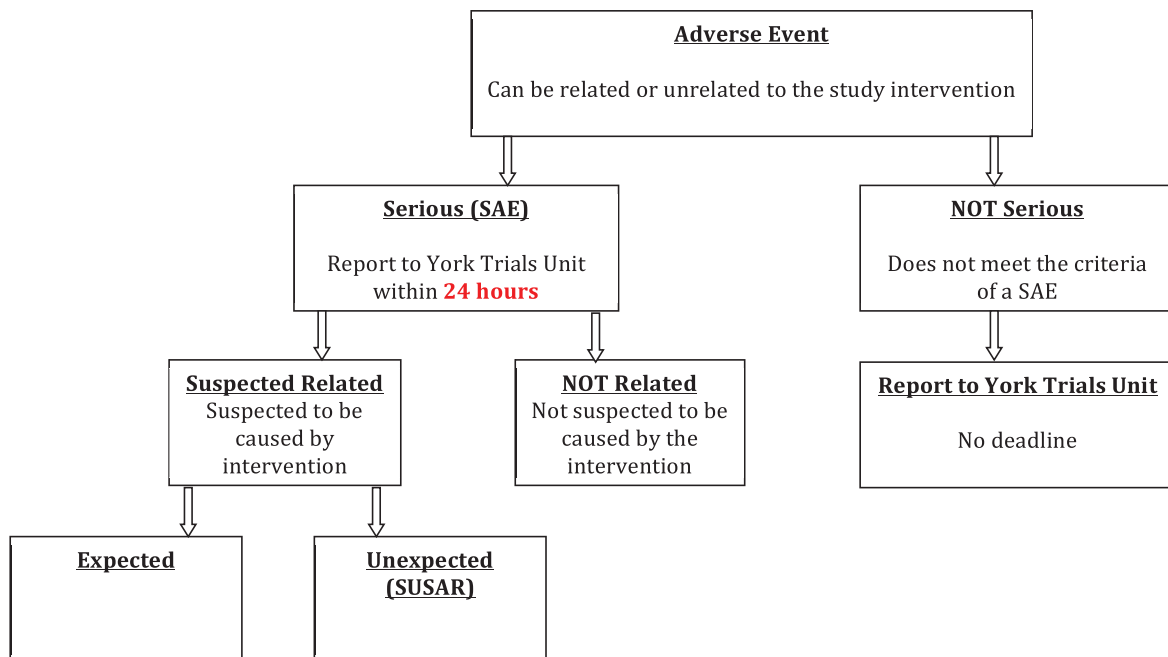 Adverse Event
Can be related or unrelated to the study intervention
Serious (SAE)
Report to York Trials Unit
within 24 hours
NOT Serious
Does not meet the criteria
of a SAE
Suspected Related
Suspected to be
caused by
intervention
NOT Related
Not suspected to be
caused by the
intervention
Report to York Trials Unit
No deadline
Expected
Unexpected
(SUSAR)